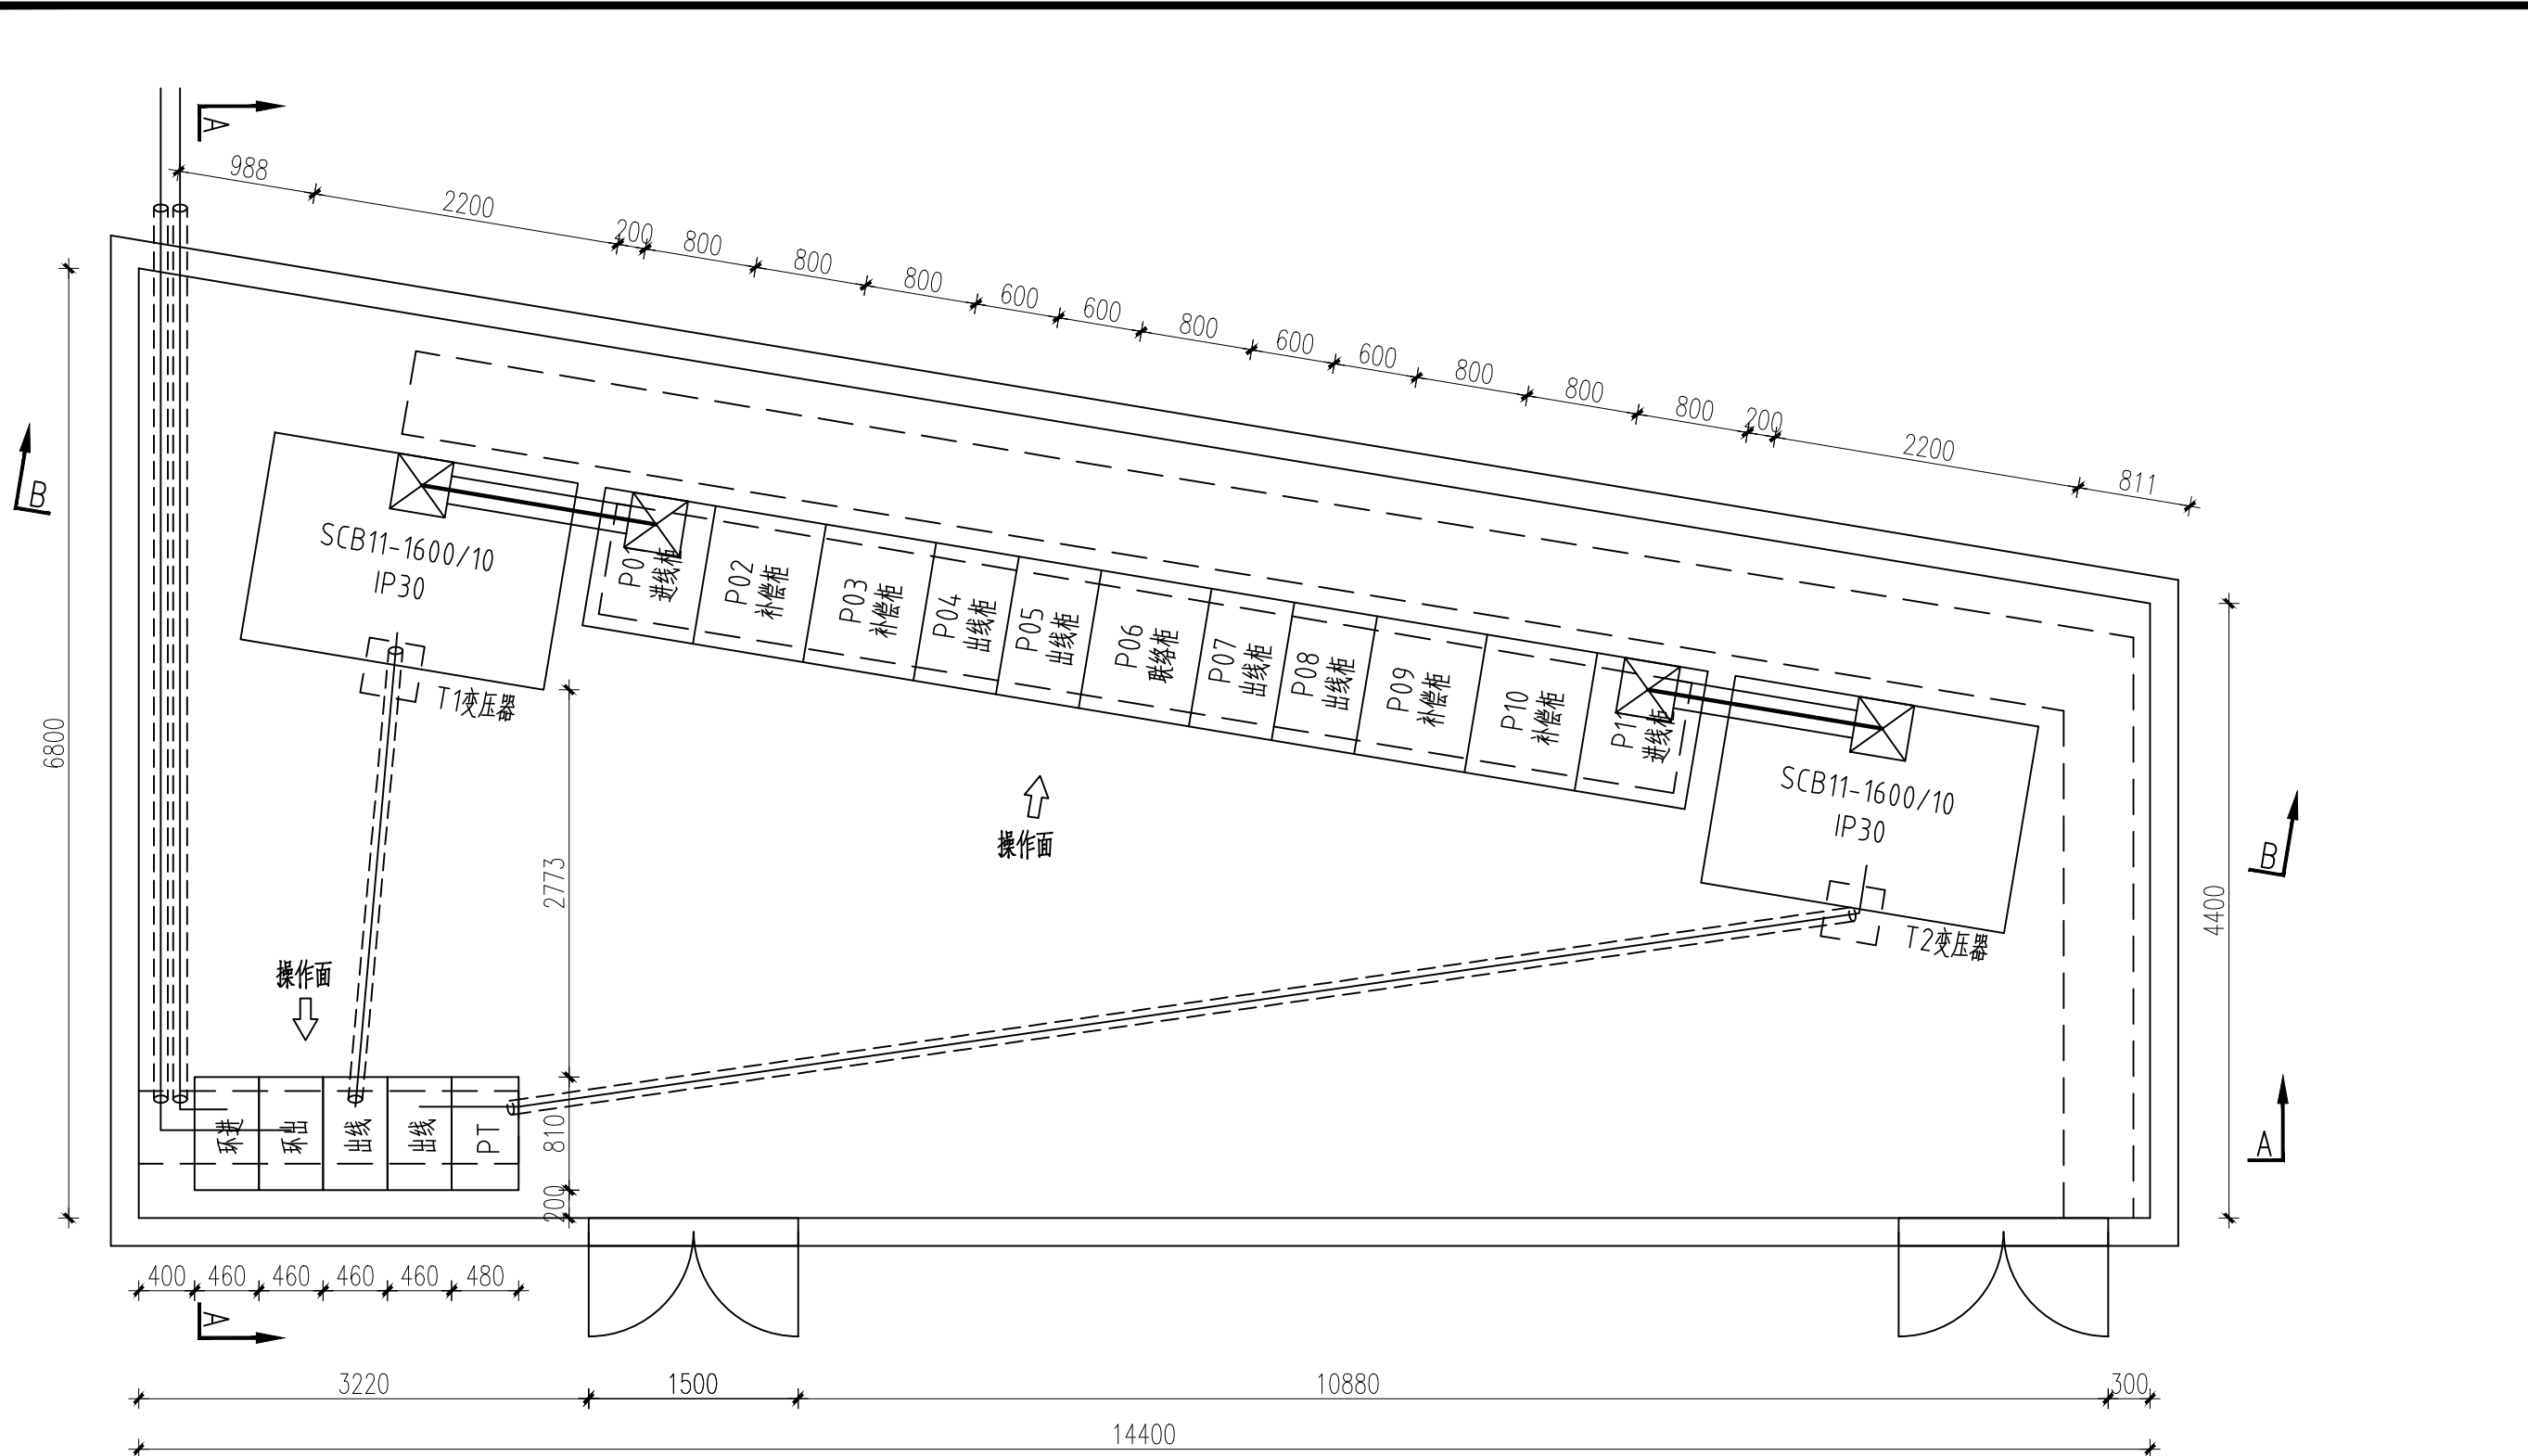 A
988
2200
200
800
800
800
600
600
800
600
600
800
800
800
200
2200
811
B
SCB11-1600/10
IP30
T1变压器
P01
进线柜
P02
补偿柜
P03
补偿柜
P04
出线柜
P05
出线柜
P06
联络柜
P07
出线柜
P08
出线柜
P09
补偿柜
P10
补偿柜
P11
进线柜
SCB11-1600/10
IP30
T2变压器
6800
2773
操作面
B
4400
操作面
环进
环出
出线
出线
PT
810
200
A
400
460
460
460
460
480
A
3220
1500
10880
300
14400